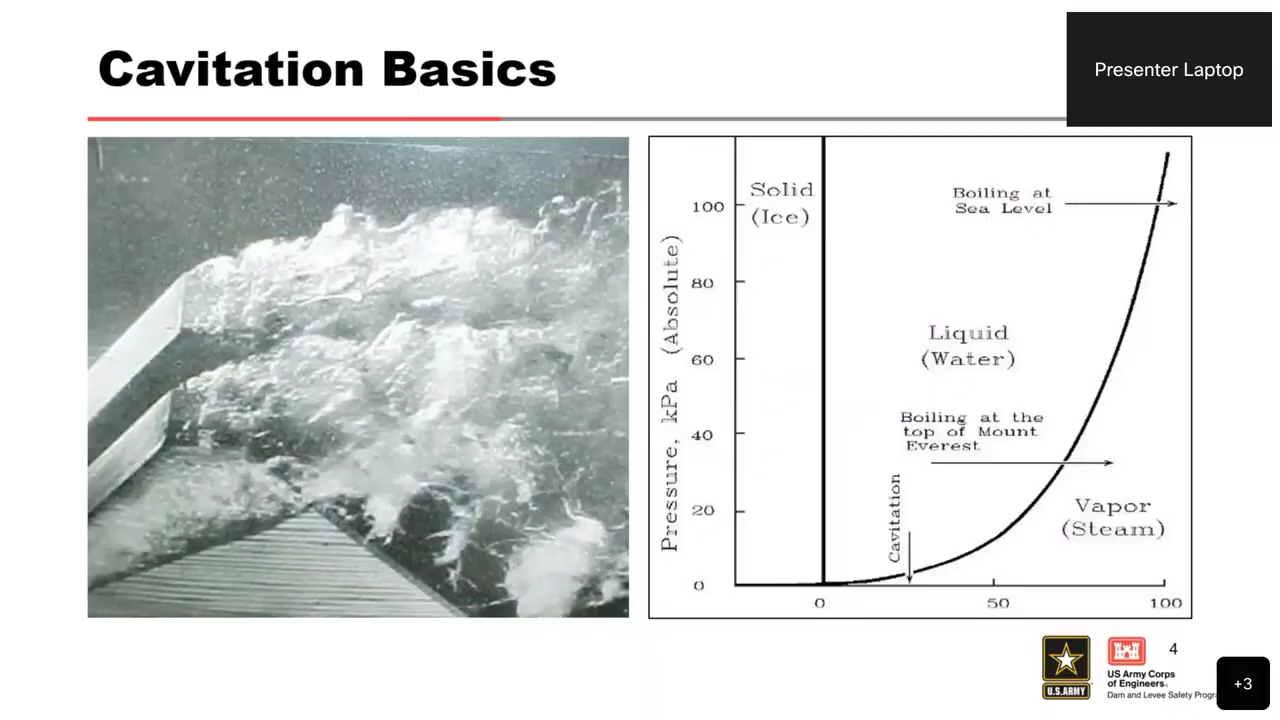 Cavitation Basics
Presenter Laptop
Pressure, kPa (Absolute)
100
80
60
40
20
0
Solid
(Ice)
Boiling at
Sea Level
Liquid
(Water)
Boiling at the
top of Mount
Everest
Cavitation
Vapor
(Steam)
0
50
100
4
U.S.ARMY
US Army Corps
of Engineers®
Dam and Levee Safety
+3